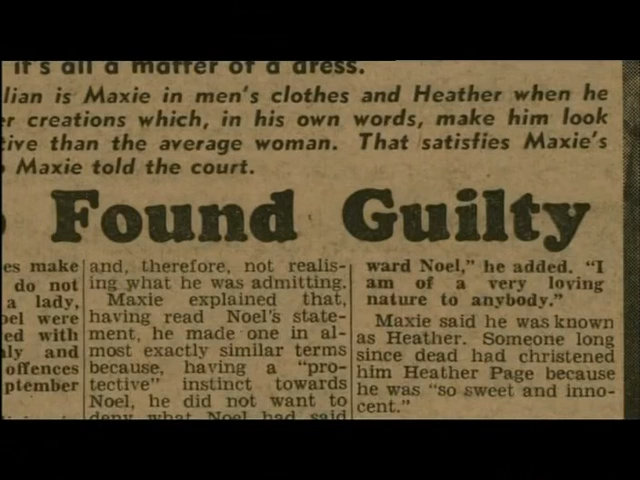 it's all a matter of a dress.
lian is Maxie in men's clothes and Heather when he
r creations which, in his own words, make him look
tive than the average woman. That satisfies Maxie's
Maxie told the court.
Found Guilty
es make
do not
a lady,
oel were
ed with
ly and
offences
ptember
and, therefore, not realis-
ing what he was admitting.
Maxie explained that,
having read Noel's state-
ment, he made one in al-
most exactly similar terms
because, having a "pro-
tective" instinct towards
Noel, he did not want to
deny what Noel had said
ward Noel," he added. "I
am of a very loving
nature to anybody."
Maxie said he was known
as Heather. Someone long
since dead had christened
him Heather Page because
he was "so sweet and inno-
cent."